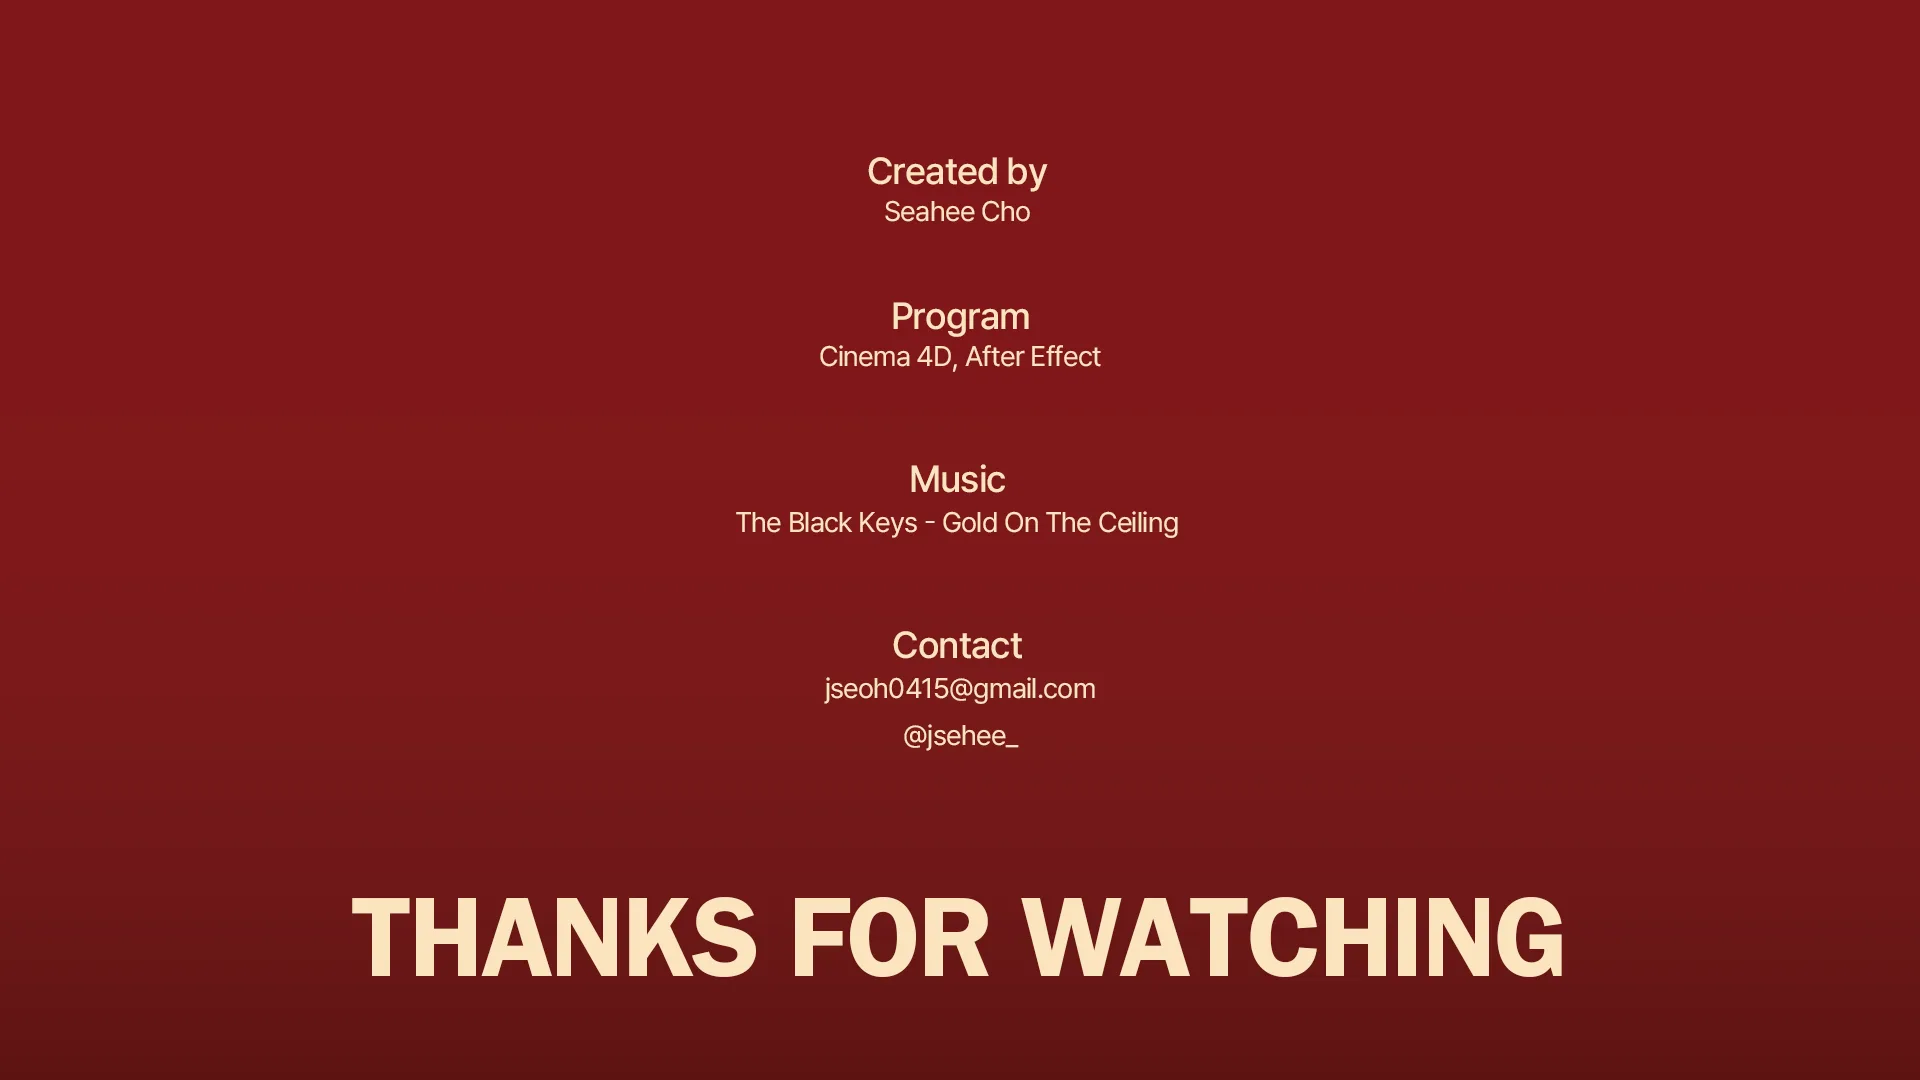 Created by
Seahee Cho
Program
Cinema 4D, After Effect
Music
The Black Keys - Gold On The Ceiling
Contact
jseoh0415@gmail.com
@jsehee_
THANKS FOR WATCHING